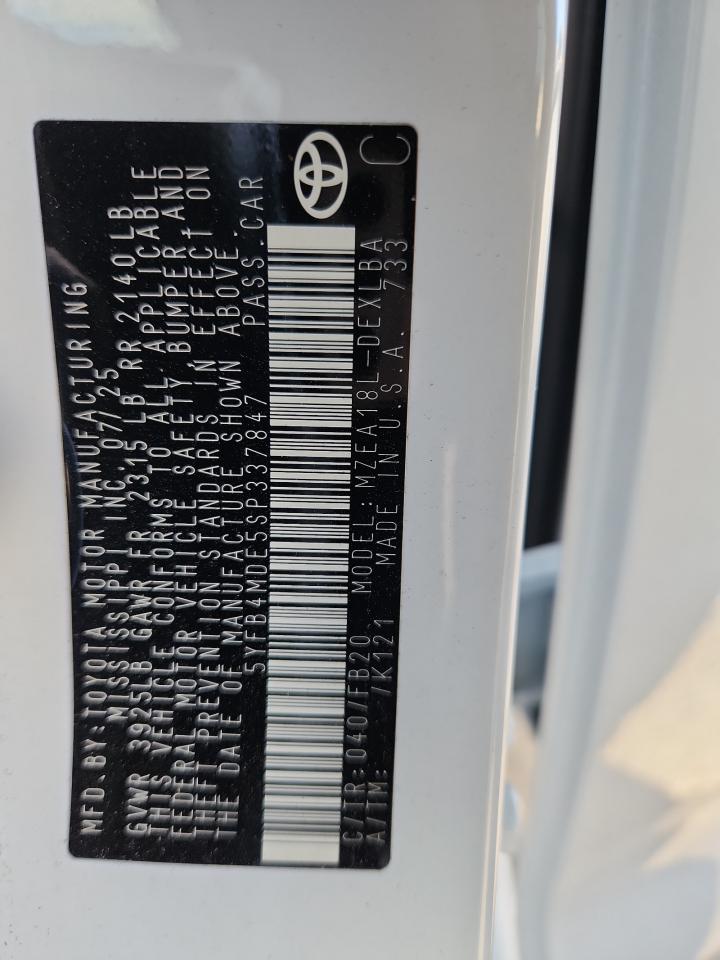 MFD.BY:TOYOTA MOTOR MANUFACTURING
MISSISSIPPI INC. 07/25
GVWR 3925LB GAWR FR 2315 LB RR 2140LB
THIS VEHICLE CONFORMS TO ALL APPLICABLE
FEDERAL MOTOR VEHICLE SAFETY BUMPER, AND
THEFT PREVENTION STANDARDS IN EFFECT ON
THE DATE OF MANUFACTURE SHOWN ABOVE.
5YFB4MDE5SP337847 PASS.CAR
C/TR:040/FB20 MODEL:MZEA18L-DEXLBA
A/TM:---/K121 MADE IN U.S.A. 733
C